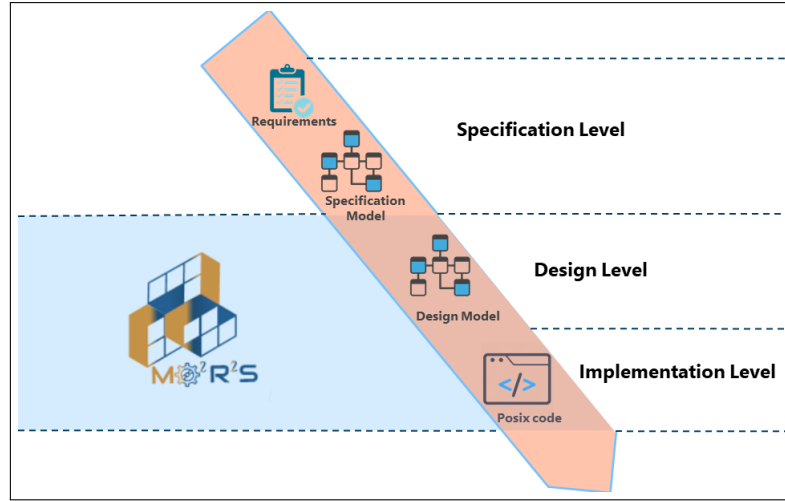 Requirements
Specification Level
Specification
Model
Design Level
Design Model
Implementation Level
</>
Posix code
MO²R²S